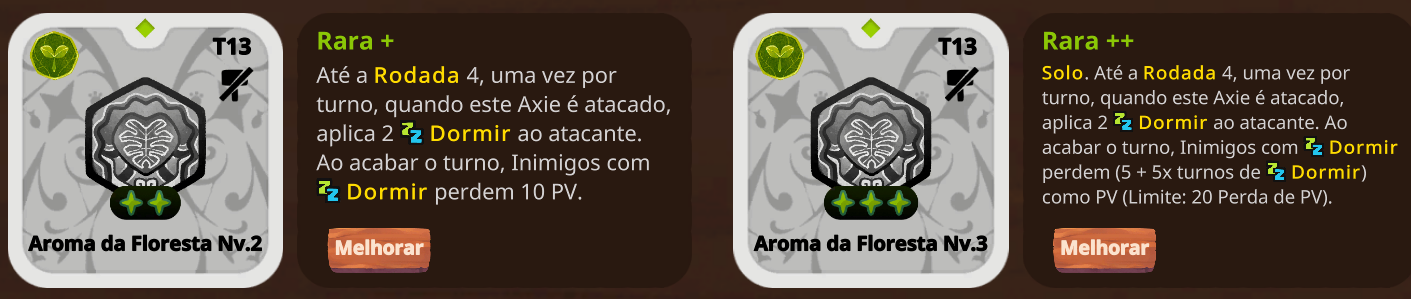 T13
Aroma da Floresta Nv.2
Rara +
Até a Rodada 4, uma vez por
turno, quando este Axie é atacado,
aplica 2 Dormir ao atacante.
Ao acabar o turno, Inimigos com
Dormir perdem 10 PV.
Melhorar
T13
Aroma da Floresta Nv.3
Rara ++
Solo. Até a Rodada 4, uma vez por
turno, quando este Axie é atacado,
aplica 2 Dormir ao atacante. Ao
acabar o turno, Inimigos com Dormir
perdem (5 + 5x turnos de Dormir)
como PV (Limite: 20 Perda de PV).
Melhorar